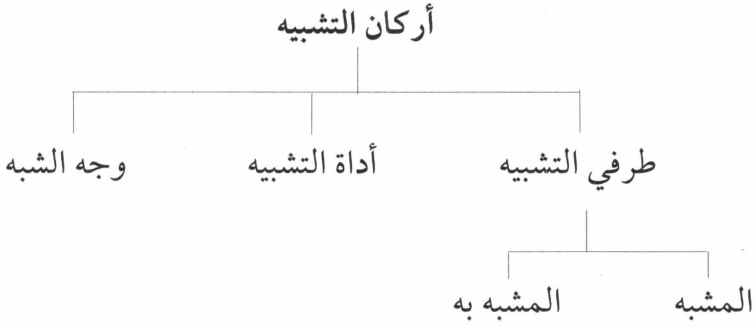 أركان التشبيه
طرفي التشبيه أداة التشبيه وجه الشبه
المشبه المشبه به